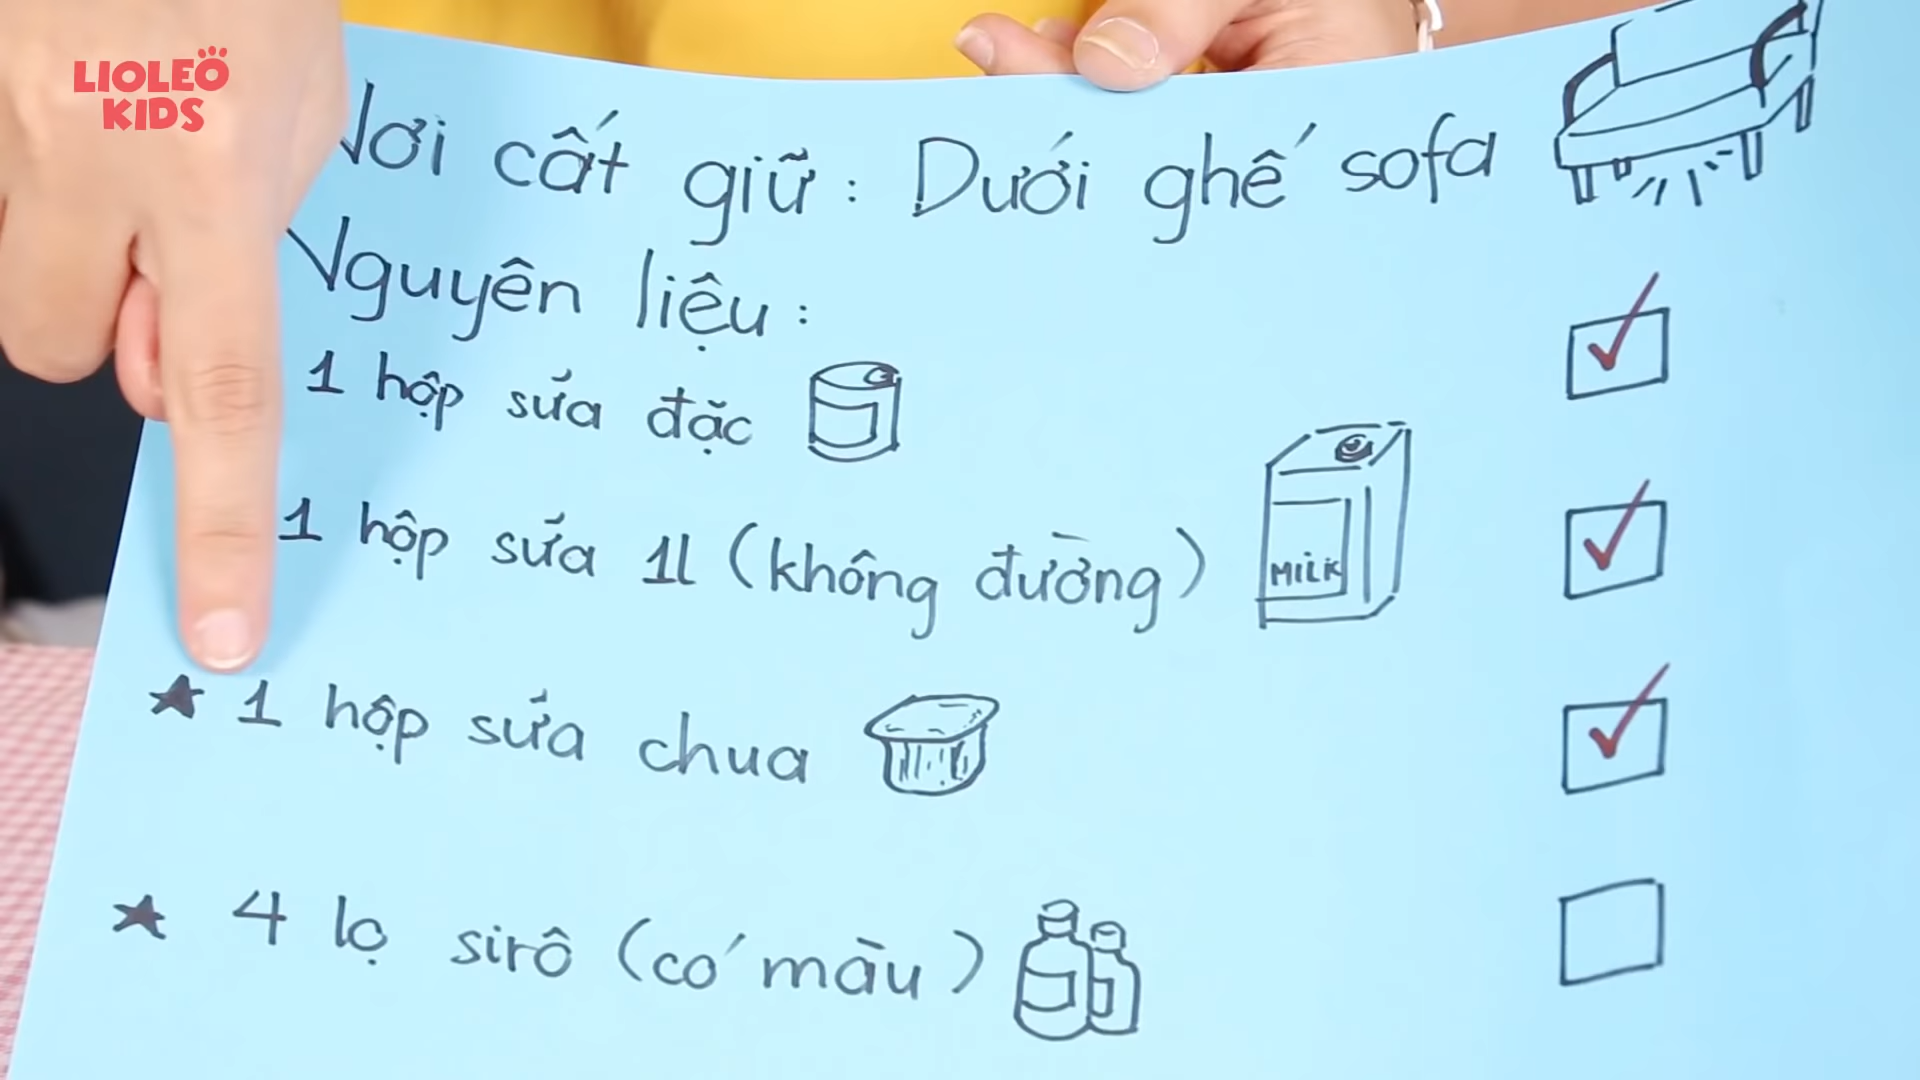 LIOLEO
KIDS
Nơi cất giữ : Dưới ghế sofa
Nguyên liệu :
1 hộp sữa đặc
1 hộp sữa 1l (không đường)
MILK
★ 1 hộp sữa chua
★ 4 lọ sirô (có màu)